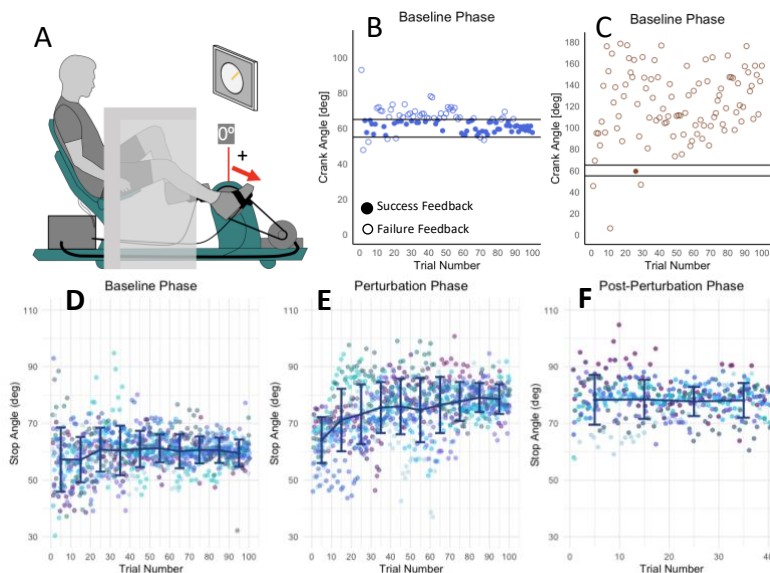 A
0º
+
B
Baseline Phase
Crank Angle [deg]
100
80
60
40
20
0
Success Feedback
Failure Feedback
0 10 20 30 40 50 60 70 80 90 100
Trial Number
C
Baseline Phase
Crank Angle [deg]
180
160
140
120
100
80
60
40
20
0
0 10 20 30 40 50 60 70 80 90 100
Trial Number
D
Baseline Phase
Stop Angle (deg)
110
90
70
50
30
0 10 20 30 40 50 60 70 80 90 100
Trial Number
E
Perturbation Phase
Stop Angle (deg)
110
90
70
50
30
0 10 20 30 40 50 60 70 80 90 100
Trial Number
F
Post-Perturbation Phase
Stop Angle (deg)
110
90
70
50
30
0 10 20 30 40
Trial Number